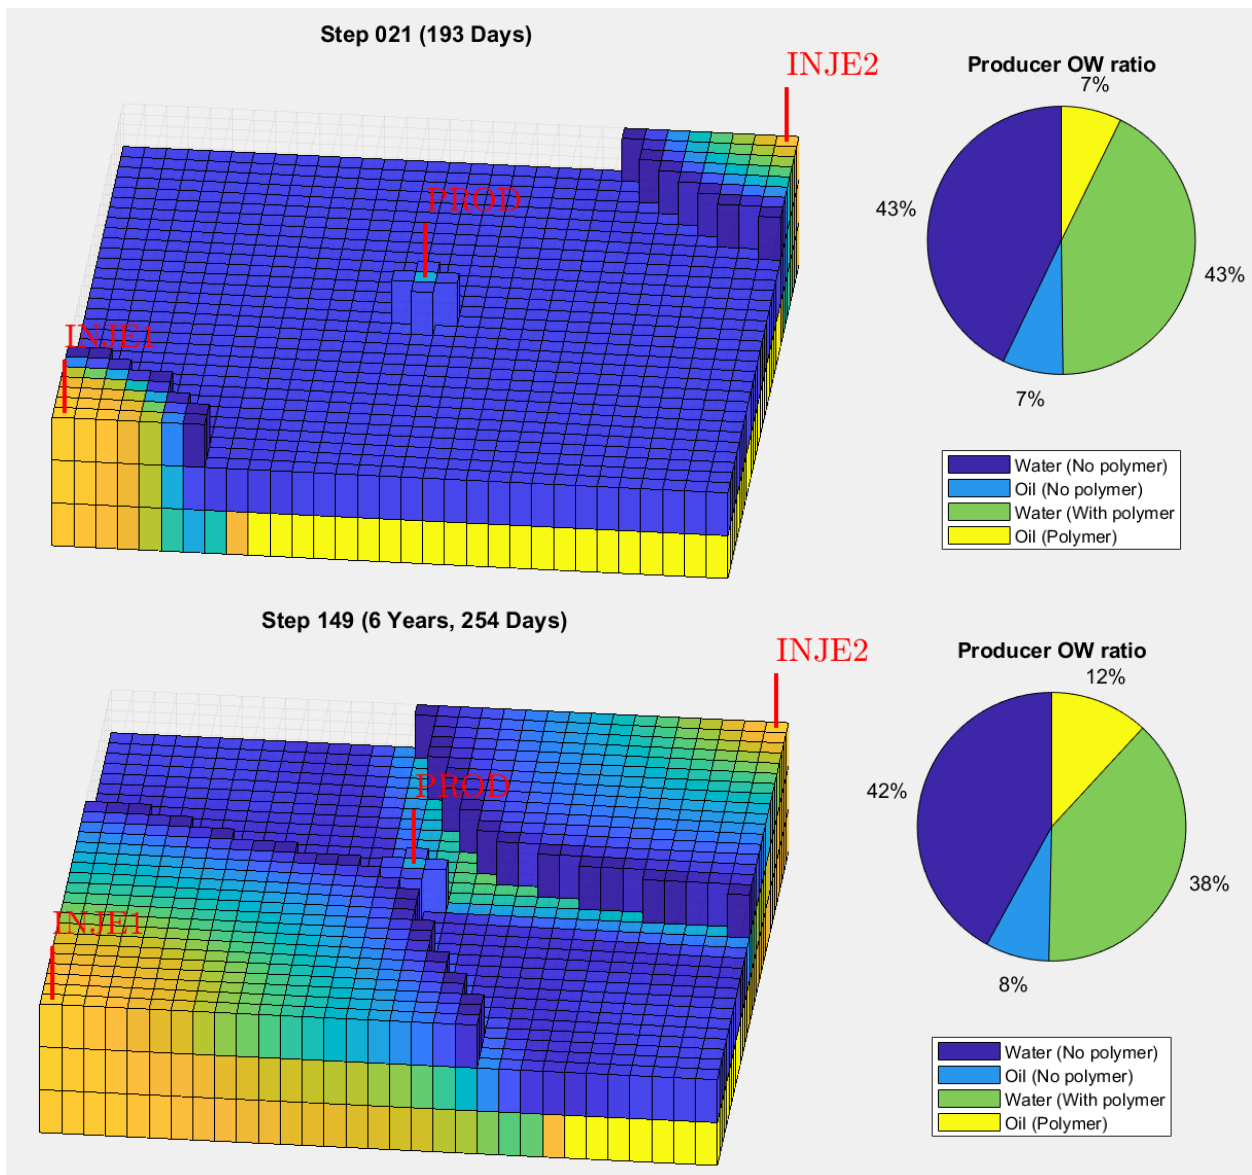 Step 021 (193 Days)
INJE2
Producer OW ratio
7%
PROD
43%
43%
INJE1
7%
Water (No polymer)
Oil (No polymer)
Water (With polymer
Oil (Polymer)
Step 149 (6 Years, 254 Days)
INJE2
Producer OW ratio
12%
PROD
42%
38%
INJE1
8%
Water (No polymer)
Oil (No polymer)
Water (With polymer
Oil (Polymer)